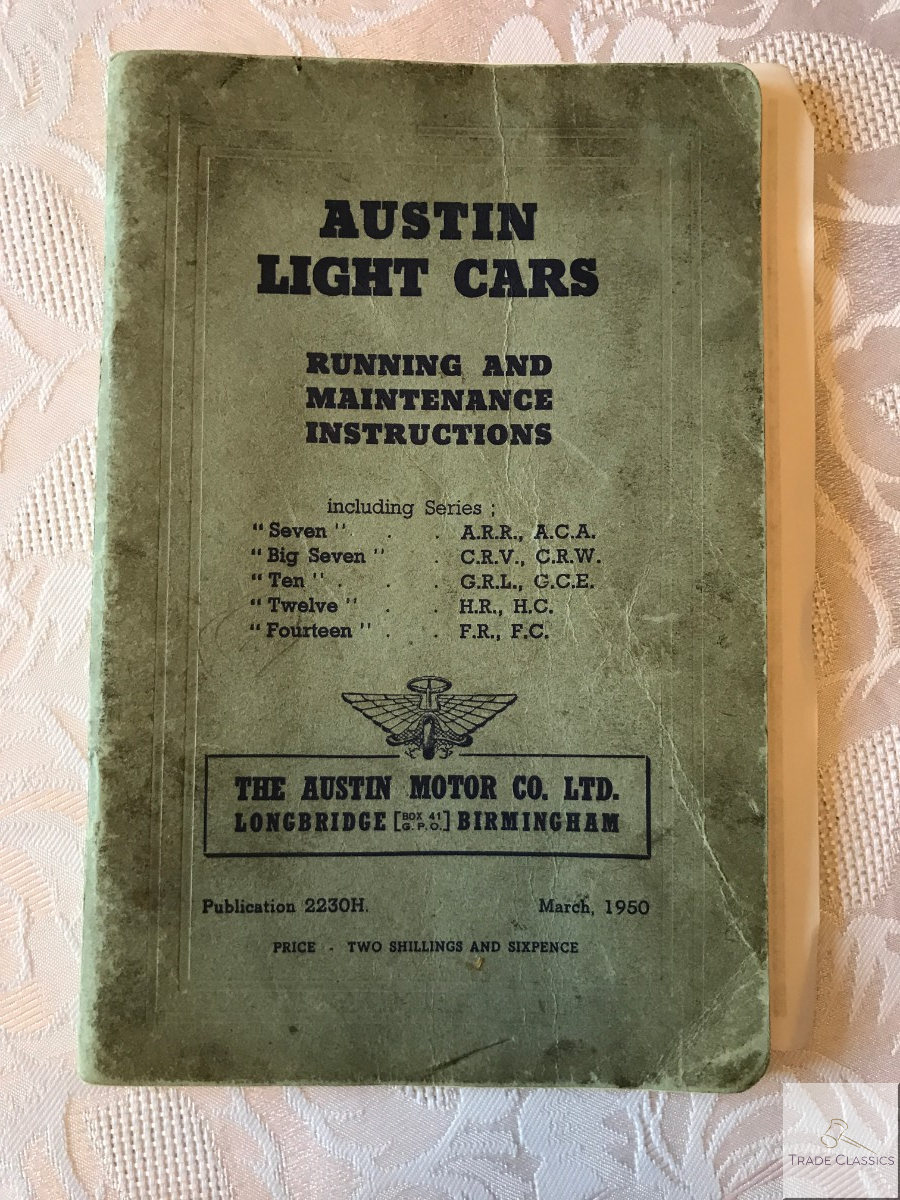 AUSTIN
LIGHT CARS
RUNNING AND
MAINTENANCE
INSTRUCTIONS
including Series ;
"Seven" . . A.R.R., A.C.A.
"Big Seven" . C.R.V., C.R.W.
"Ten" . . . G.R.L., G.C.E.
"Twelve" . . H.R., H.C.
"Fourteen" . . F.R., F.C.
THE AUSTIN MOTOR CO. LTD.
LONGBRIDGE [BOX 41 G.P.O.] BIRMINGHAM
Publication 2230H. March, 1950
PRICE - TWO SHILLINGS AND SIXPENCE
TRADE CLASSICS